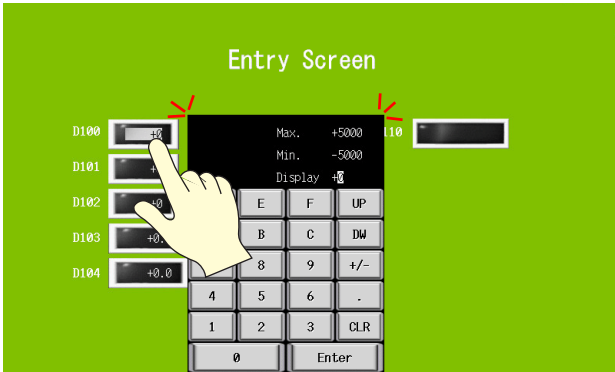 Entry Screen
D100 +0
D101
D102 +0
D103 +0.
D104 +0.0
110
Max. +5000
Min. -5000
Display +0
E F UP
B C DW
8 9 +/-
4 5 6 .
1 2 3 CLR
0 Enter